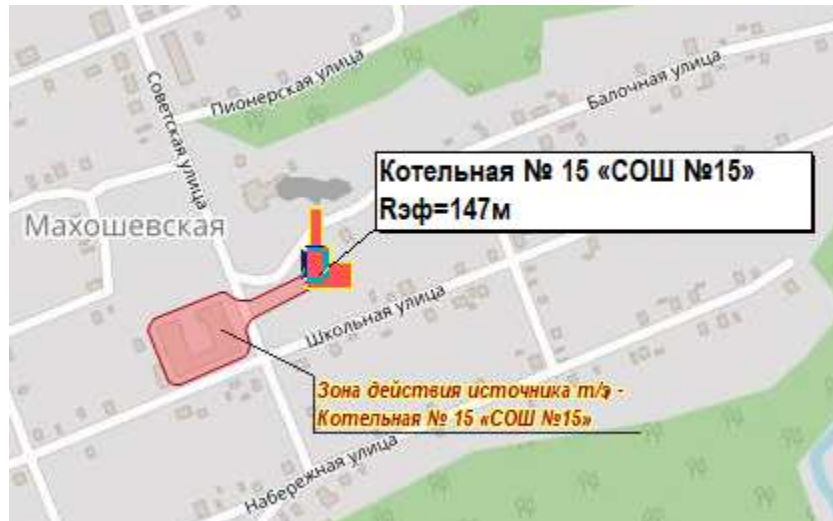 Советская улица
Пионерская улица
Балочная улица
Котельная № 15 «СОШ №15»
Rэф=147м
Махошевская
Школьная улица
Зона действия источника т/э -
Котельная № 15 «СОШ №15»
Набережная улица